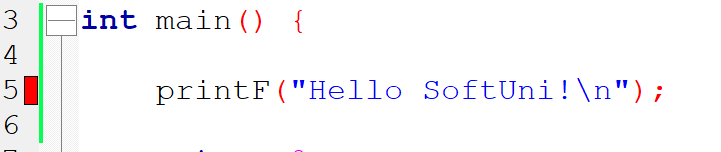 3 int main() {
4
5 printF("Hello SoftUni!\n");
6